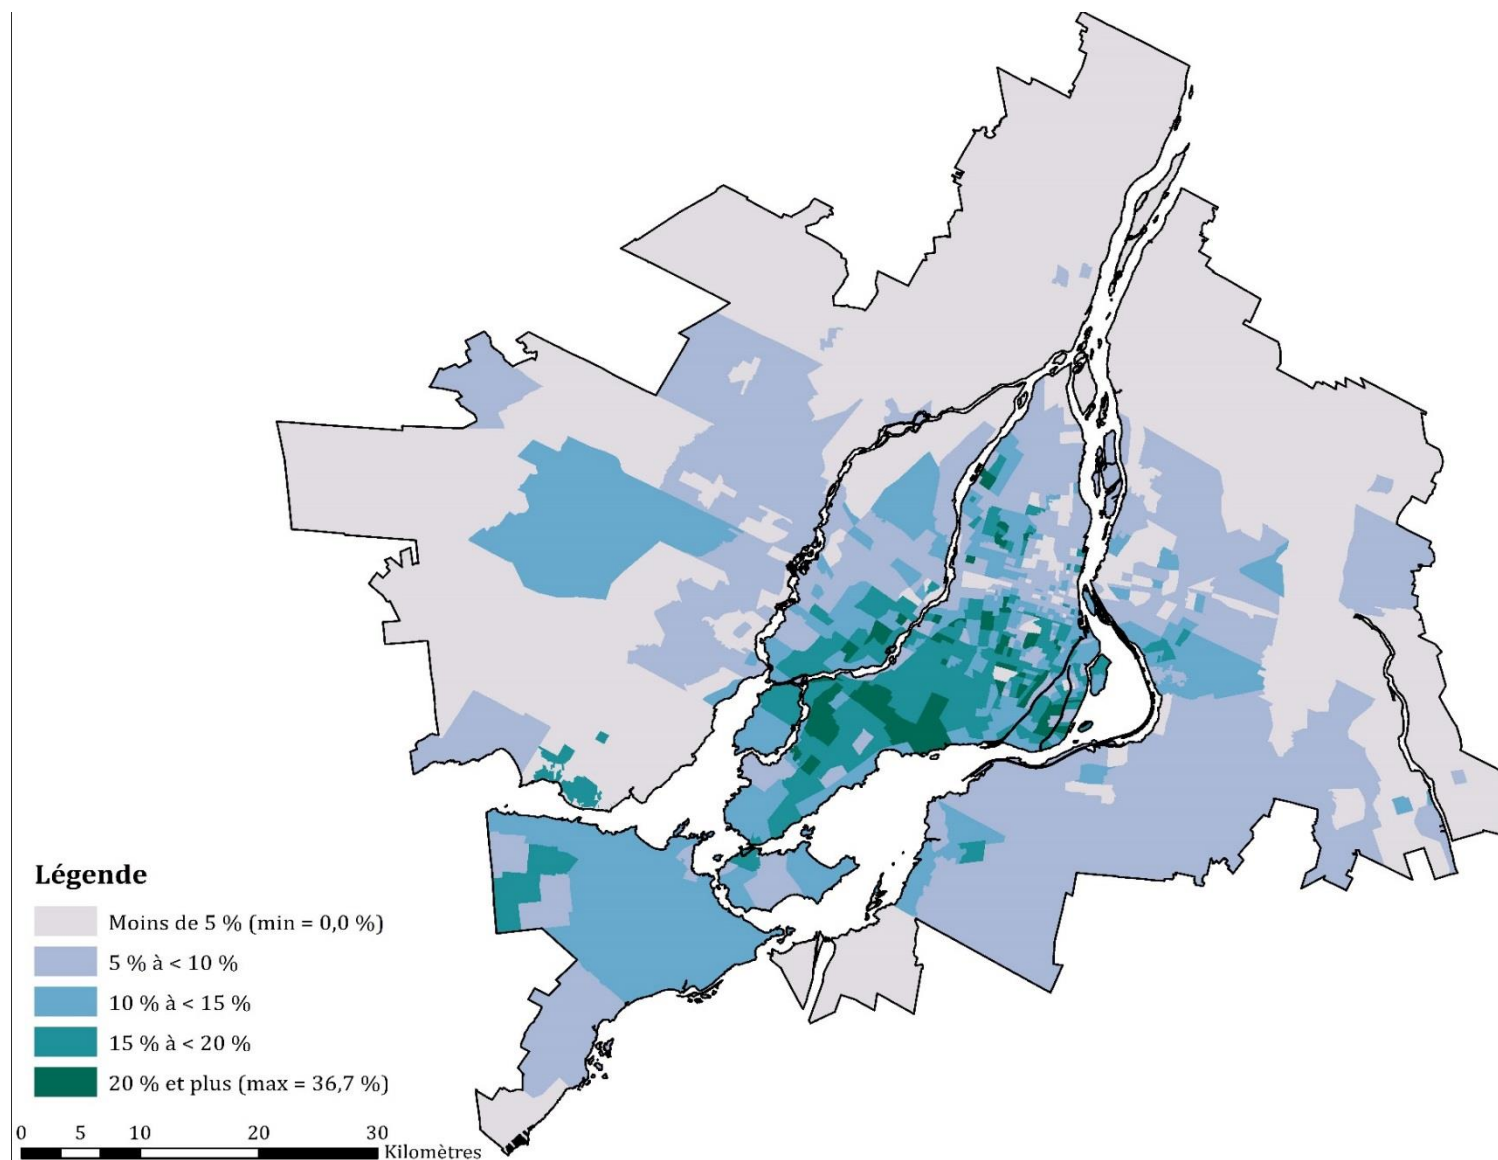 Légende
Moins de 5 % (min = 0,0 %)
5 % à < 10 %
10 % à < 15 %
15 % à < 20 %
20 % et plus (max = 36,7 %)
0 5 10 20 30
Kilomètres